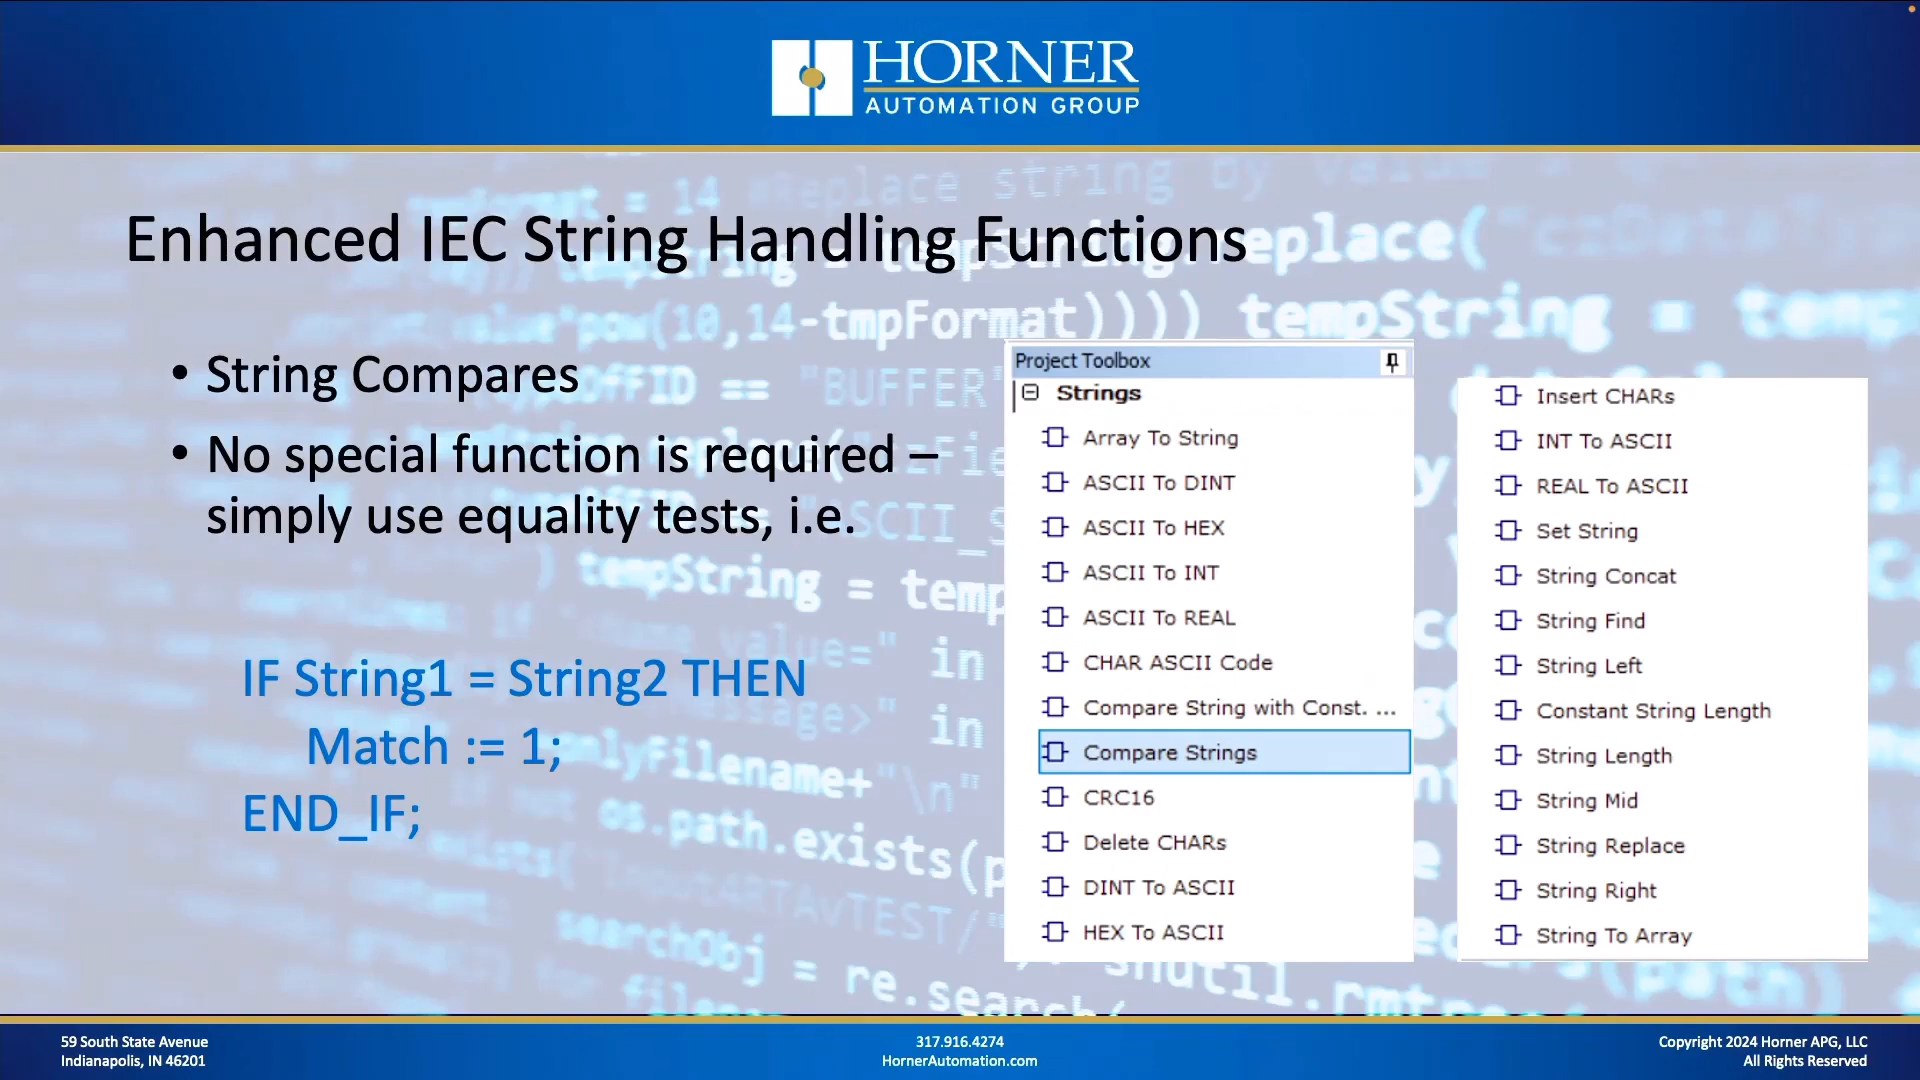 HORNER
AUTOMATION GROUP
Enhanced IEC String Handling Functions
• String Compares
• No special function is required –
simply use equality tests, i.e.
IF String1 = String2 THEN
Match := 1;
END_IF;
Project Toolbox
Strings
Array To String
ASCII To DINT
ASCII To HEX
ASCII To INT
ASCII To REAL
CHAR ASCII Code
Compare String with Const. ...
Compare Strings
CRC16
Delete CHARs
DINT To ASCII
HEX To ASCII
Insert CHARs
INT To ASCII
REAL To ASCII
Set String
String Concat
String Find
String Left
Constant String Length
String Length
String Mid
String Replace
String Right
String To Array
59 South State Avenue
Indianapolis, IN 46201
317.916.4274
HornerAutomation.com
Copyright 2024 Horner APG, LLC
All Rights Reserved